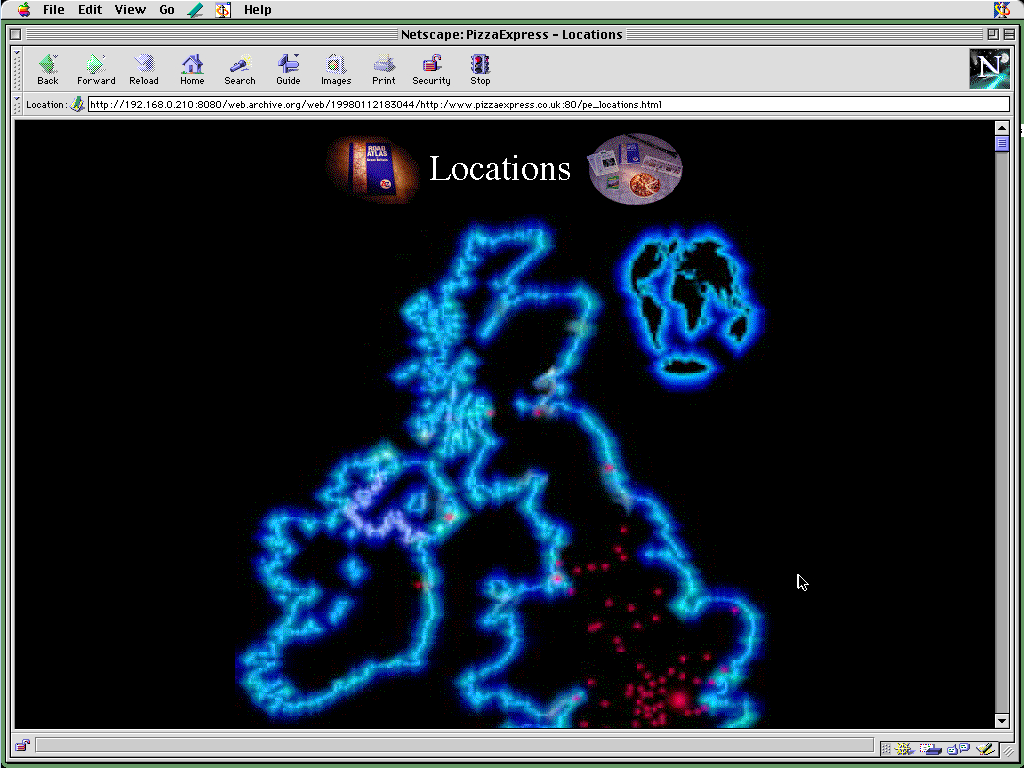 File Edit View Go Help
Netscape: PizzaExpress - Locations
Back Forward Reload Home Search Guide Images Print Security Stop
N
Location: http://192.168.0.210:8080/web.archive.org/web/19980112183044/http:/www.pizzaexpress.co.uk:80/pe_locations.html
ROAD
ATLAS
Locations